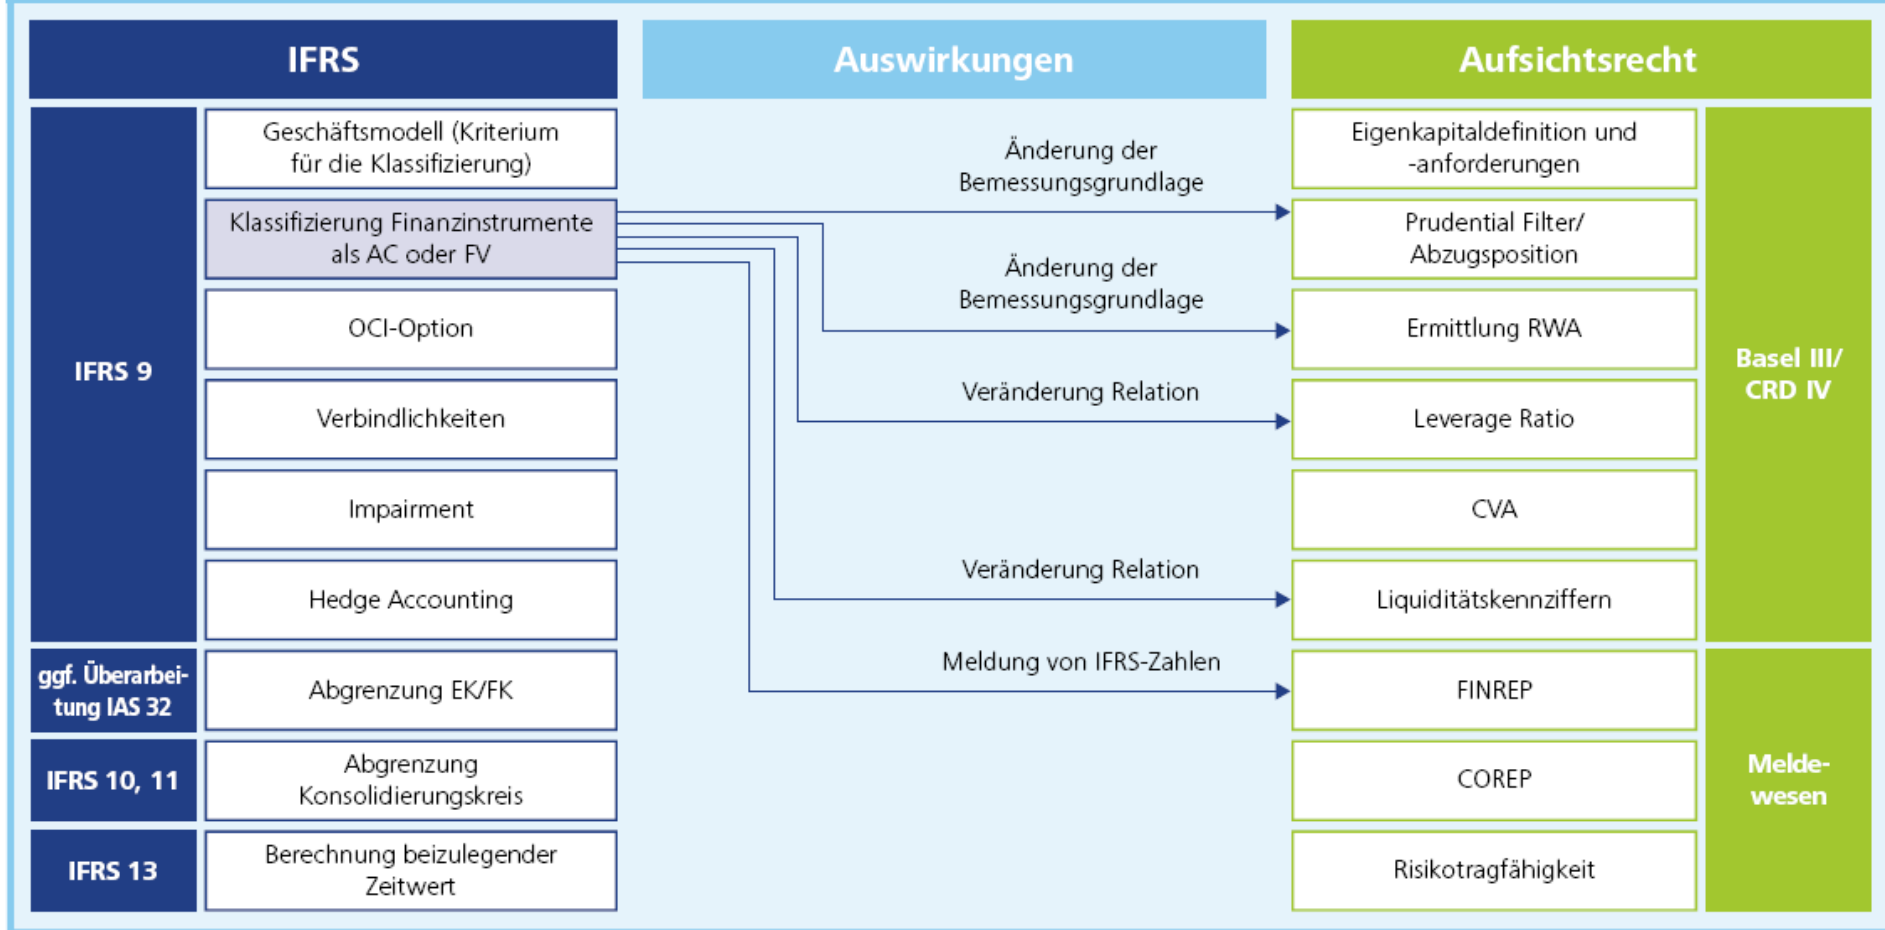 IFRS
Auswirkungen
Aufsichtsrecht
IFRS 9
Geschäftsmodell (Kriterium
für die Klassifizierung)
Klassifizierung Finanzinstrumente
als AC oder FV
OCI-Option
Verbindlichkeiten
Impairment
Hedge Accounting
ggf. Überarbei-
tung IAS 32
Abgrenzung EK/FK
IFRS 10, 11
Abgrenzung
Konsolidierungskreis
IFRS 13
Berechnung beizulegender
Zeitwert
Änderung der
Bemessungsgrundlage
Änderung der
Bemessungsgrundlage
Veränderung Relation
Veränderung Relation
Meldung von IFRS-Zahlen
Eigenkapitaldefinition und
-anforderungen
Prudential Filter/
Abzugsposition
Ermittlung RWA
Leverage Ratio
CVA
Liquiditätskennziffern
Basel III/
CRD IV
FINREP
COREP
Risikotragfähigkeit
Melde-
wesen